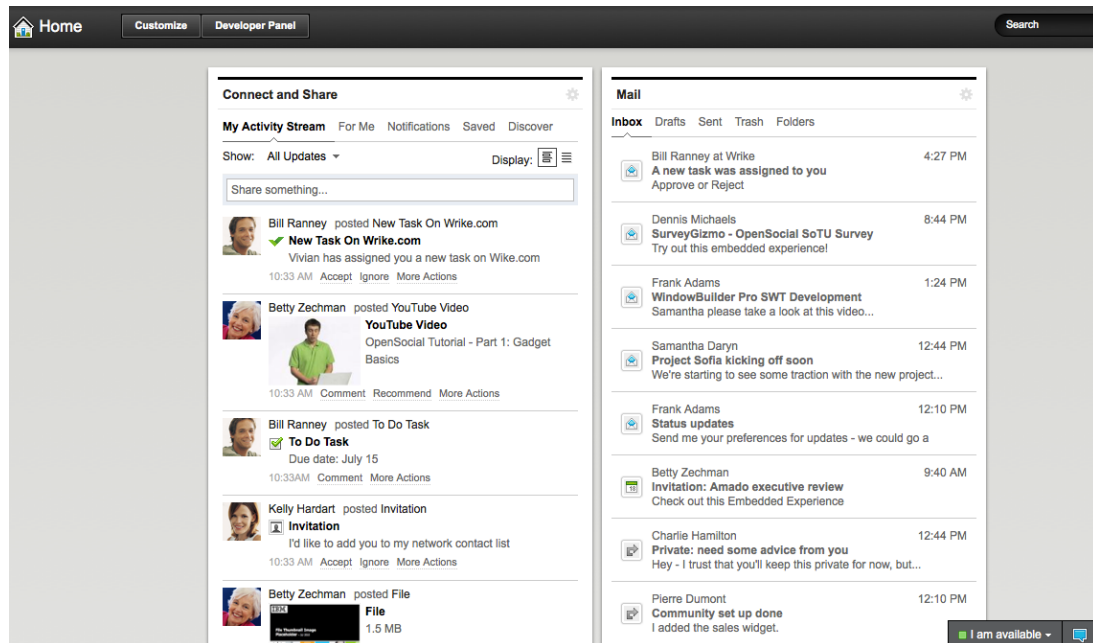 Home
Customize
Developer Panel
Search
Connect and Share
My Activity Stream For Me Notifications Saved Discover
Show: All Updates
Display:
Share something...
Bill Ranney posted New Task On Wrike.com
New Task On Wrike.com
Vivian has assigned you a new task on Wike.com
10:33 AM Accept Ignore More Actions
Betty Zechman posted YouTube Video
YouTube Video
OpenSocial Tutorial - Part 1: Gadget
Basics
10:33 AM Comment Recommend More Actions
Bill Ranney posted To Do Task
To Do Task
Due date: July 15
10:33AM Comment More Actions
Kelly Hardart posted Invitation
Invitation
I'd like to add you to my network contact list
10:33 AM Accept Ignore More Actions
Betty Zechman posted File
IBM
File Thumbnail Image
Placeholder
File
1.5 MB
Mail
Inbox Drafts Sent Trash Folders
Bill Ranney at Wrike 4:27 PM
A new task was assigned to you
Approve or Reject
Dennis Michaels 8:44 PM
SurveyGizmo - OpenSocial SoTU Survey
Try out this embedded experience!
Frank Adams 1:24 PM
WindowBuilder Pro SWT Development
Samantha please take a look at this video...
Samantha Daryn 12:44 PM
Project Sofia kicking off soon
We're starting to see some traction with the new project...
Frank Adams 12:10 PM
Status updates
Send me your preferences for updates - we could go a
Betty Zechman 9:40 AM
Invitation: Amado executive review
Check out this Embedded Experience
Charlie Hamilton 12:44 PM
Private: need some advice from you
Hey - I trust that you'll keep this private for now, but...
Pierre Dumont 12:10 PM
Community set up done
I added the sales widget.
I am available